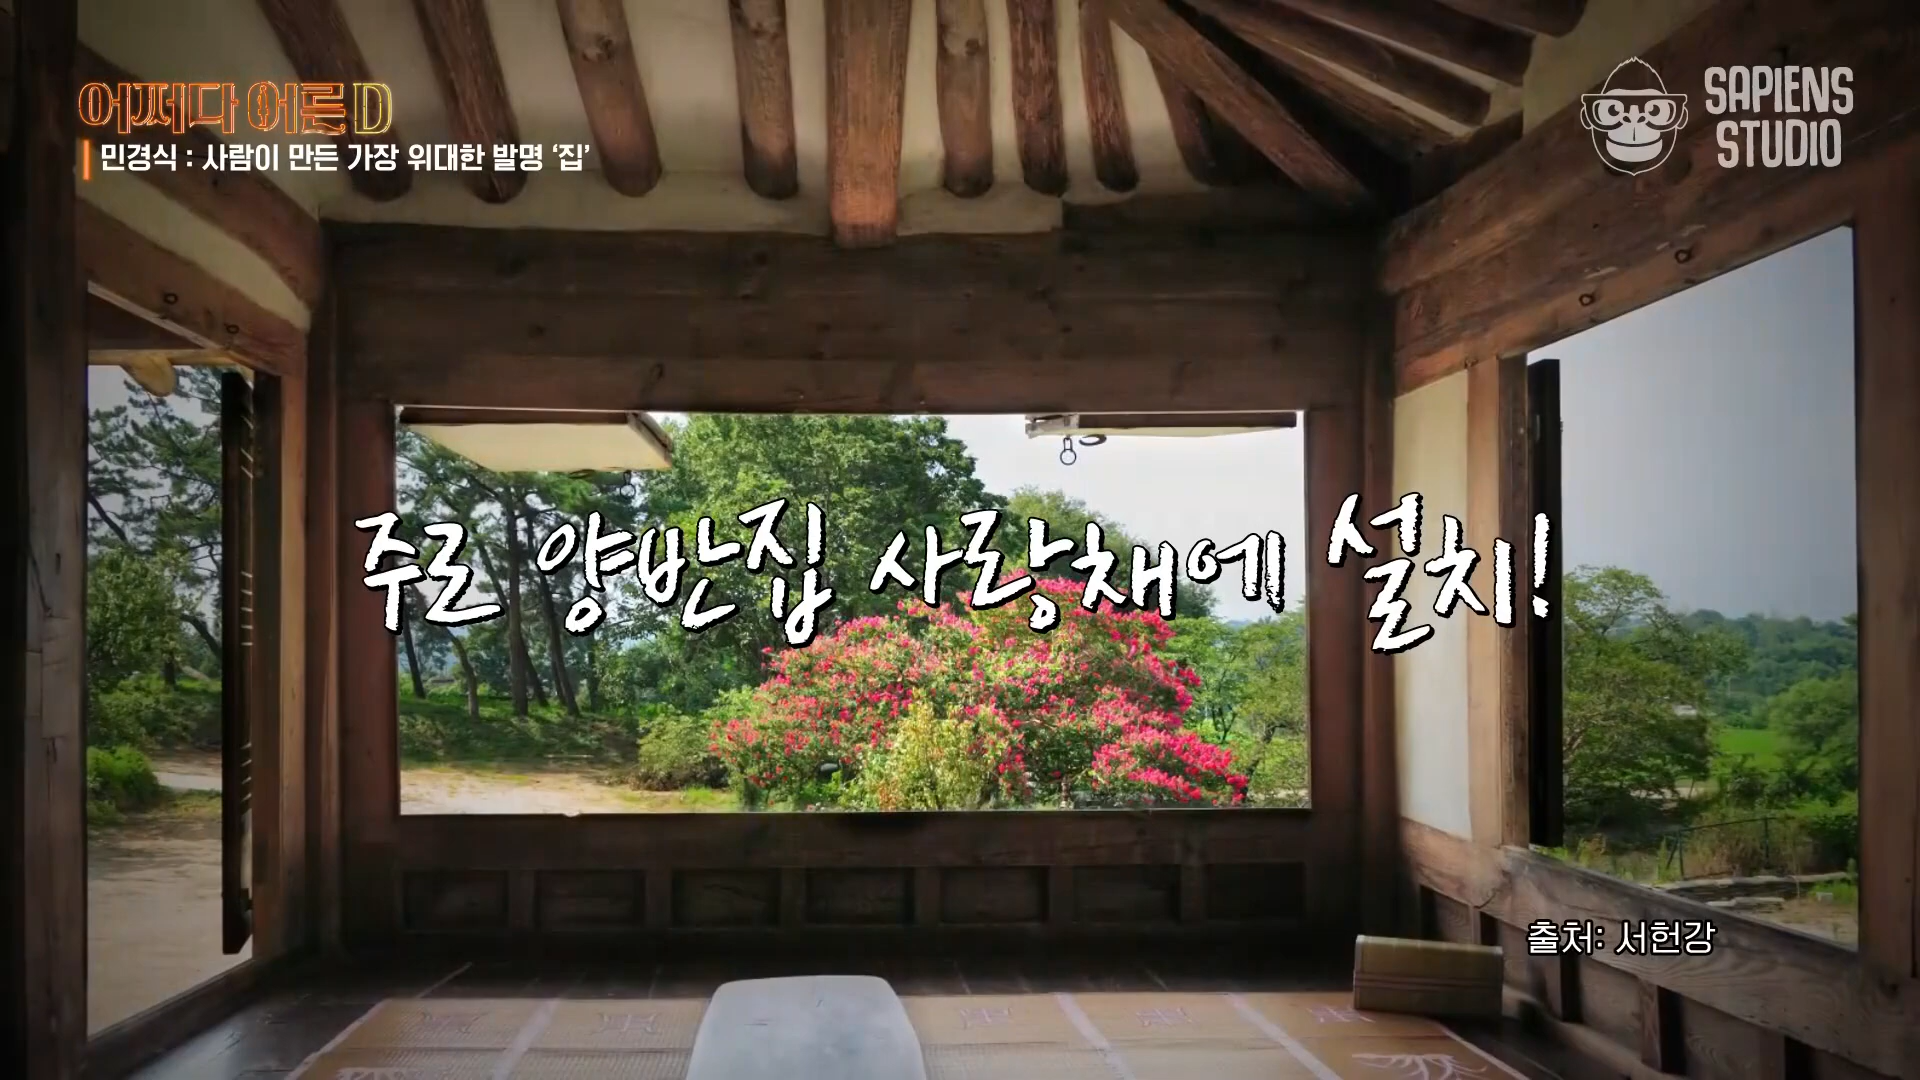 어쩌다 어른 D
민경식 : 사람이 만든 가장 위대한 발명 ‘집’
SAPIENS
STUDIO
주로 양반집 사랑채에 설치!
출처: 서헌강